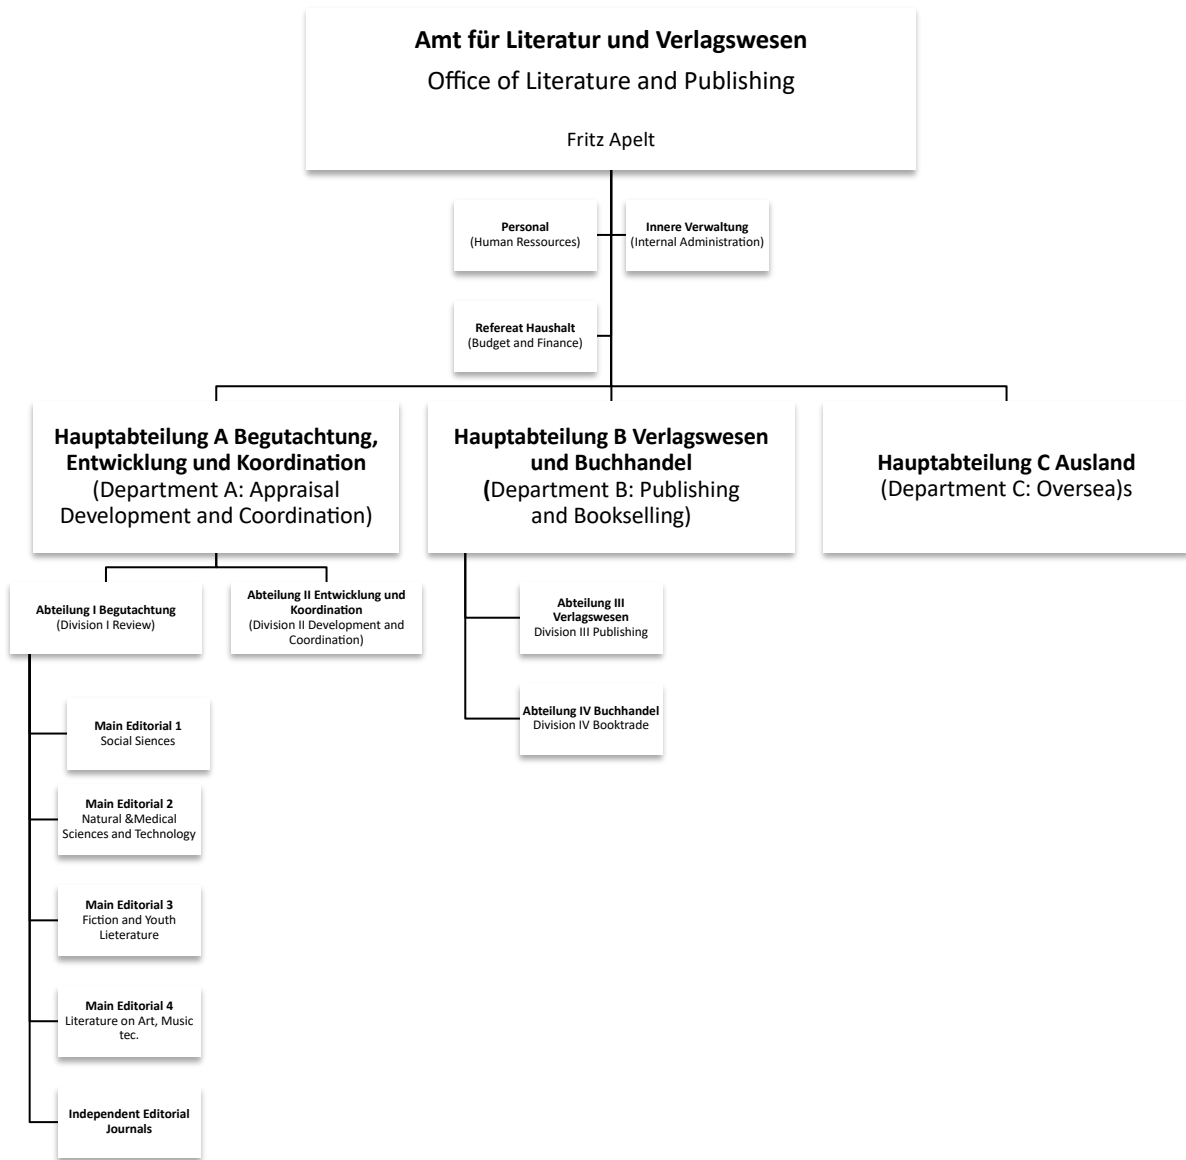 Amt für Literatur und Verlagswesen
Office of Literature and Publishing
Fritz Apelt
Personal
(Human Ressources)
Innere Verwaltung
(Internal Administration)
Refereat Haushalt
(Budget and Finance)
Hauptabteilung A Begutachtung,
Entwicklung und Koordination
(Department A: Appraisal
Development and Coordination)
Hauptabteilung B Verlagswesen
und Buchhandel
(Department B: Publishing
and Bookselling)
Hauptabteilung C Ausland
(Department C: Oversea)s
Abteilung I Begutachtung
(Division I Review)
Abteilung II Entwicklung und
Koordination
(Division II Development and
Coordination)
Abteilung III
Verlagswesen
Division III Publishing
Abteilung IV Buchhandel
Division IV Booktrade
Main Editorial 1
Social Siences
Main Editorial 2
Natural &Medical
Sciences and Technology
Main Editorial 3
Fiction and Youth
Lieterature
Main Editorial 4
Literature on Art, Music
tec.
Independent Editorial
Journals